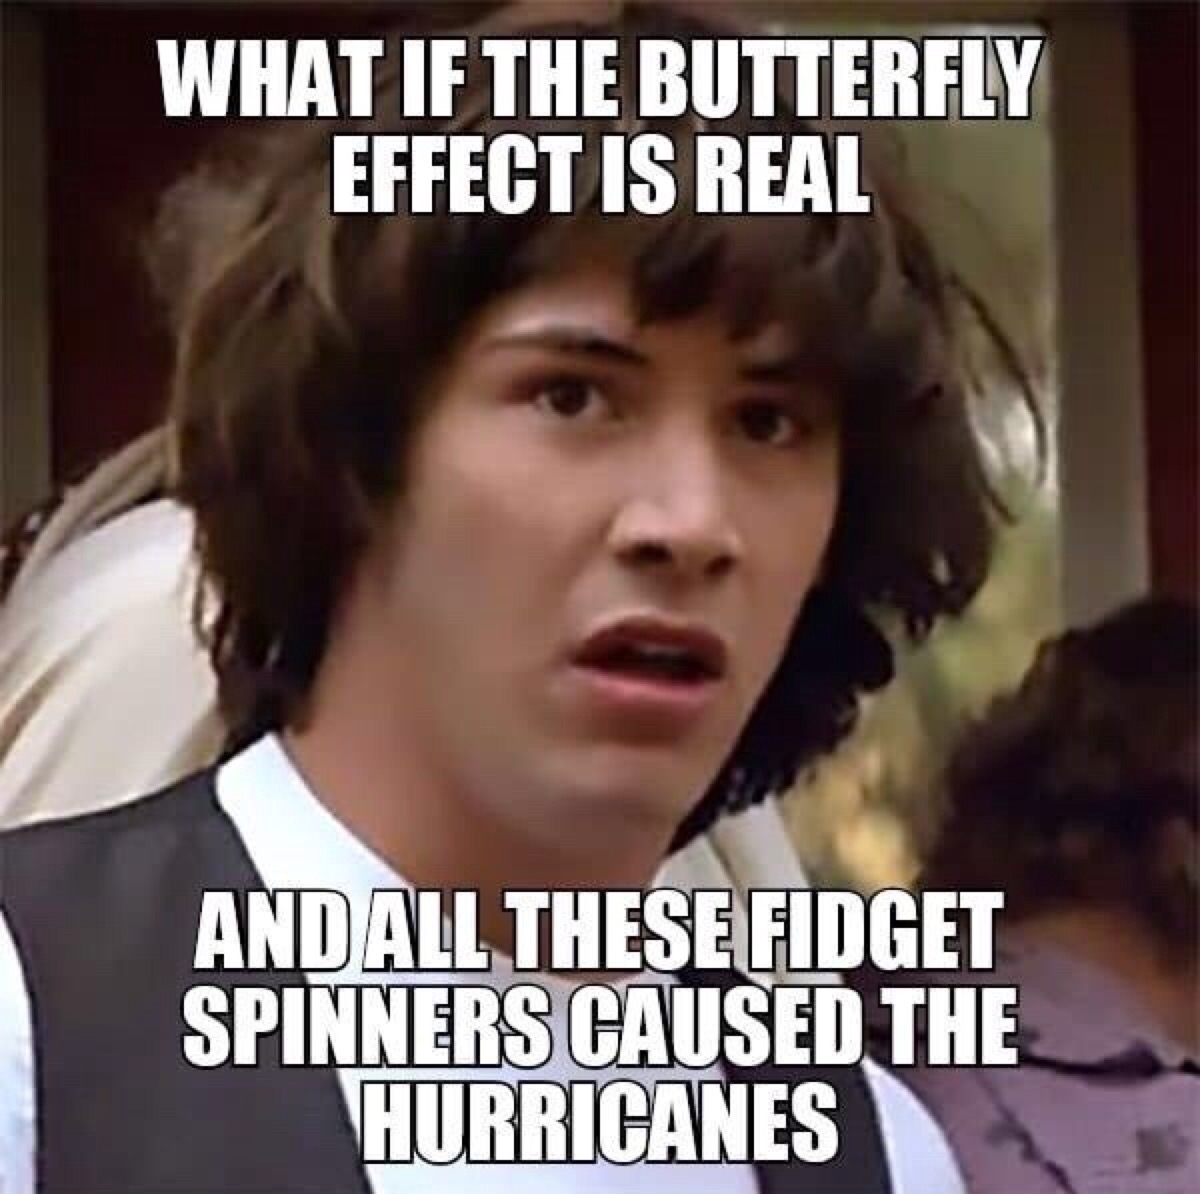 WHAT IF THE BUTTERFLY
EFFECT IS REAL
AND ALL THESE FIDGET
SPINNERS CAUSED THE
HURRICANES